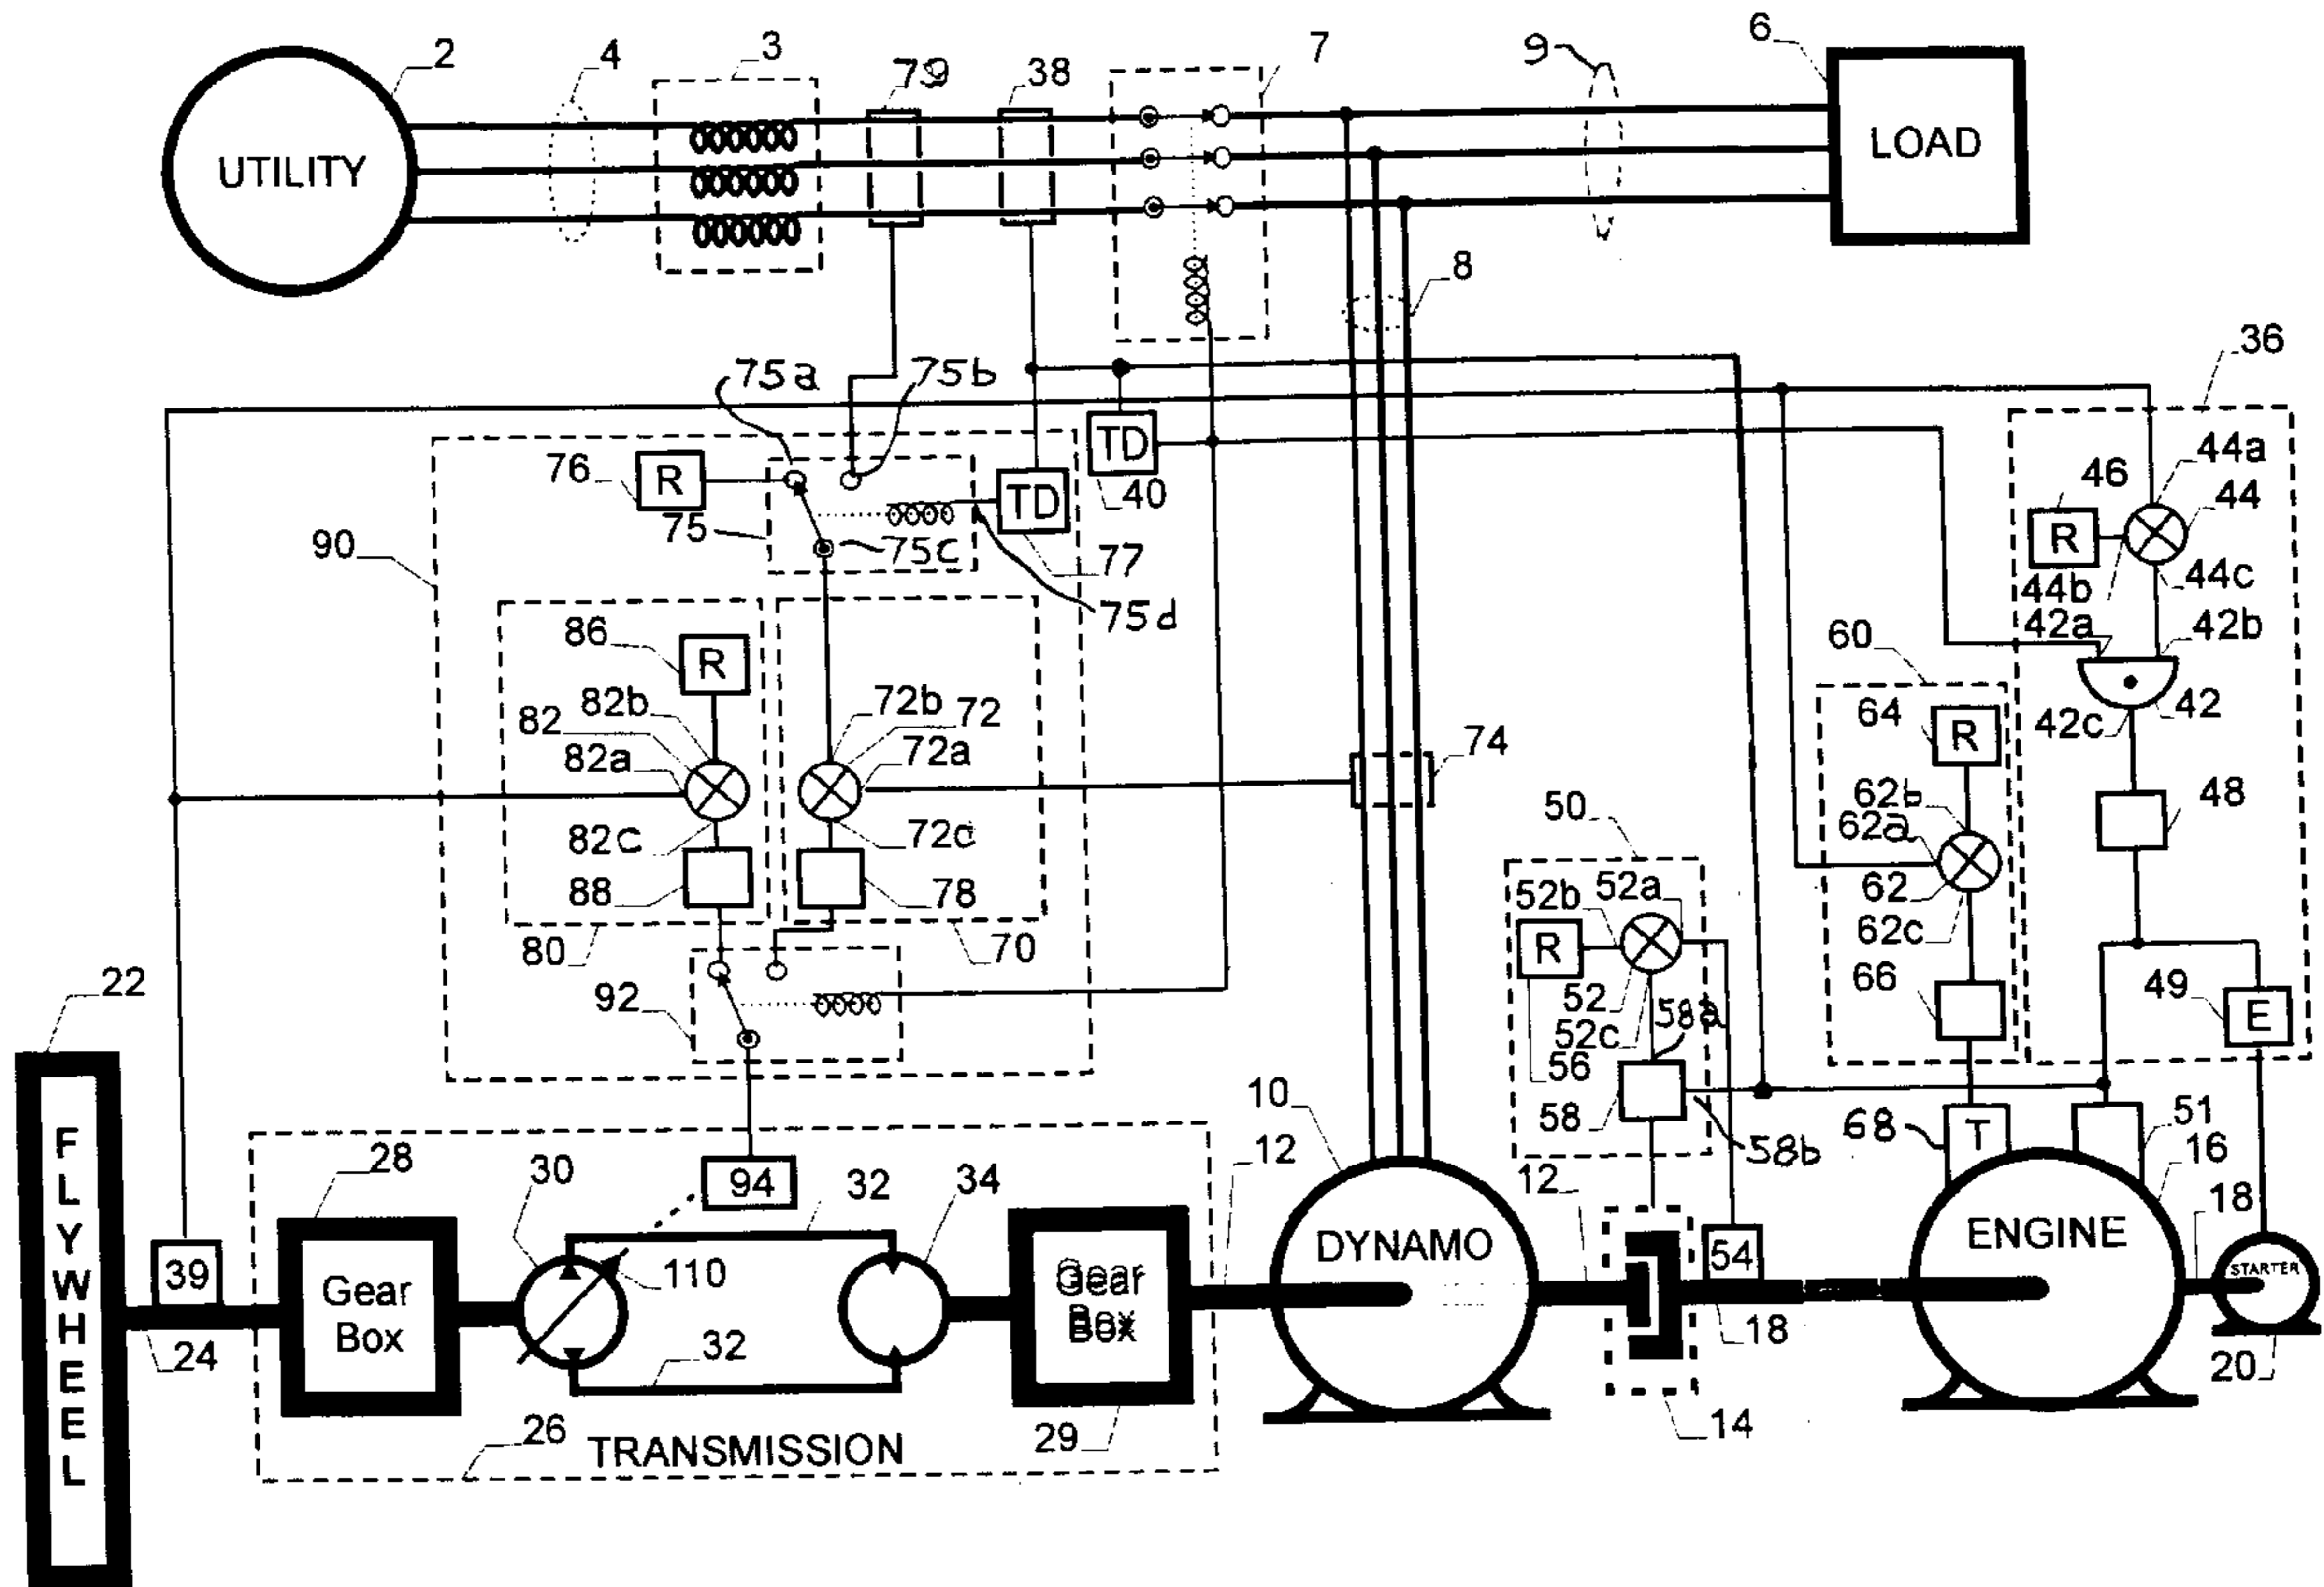 2
4
3
79
38
7
9
6
UTILITY
LOAD
8
36
75a
75b
76
R
TD
40
TD
75
75c
77
75d
90
46
44a
44
R
44b
44c
42a
42b
42
42c
60
64
R
86
R
82b
82
82a
72b
72
72a
74
82c
72c
88
78
80
70
50
52b
52a
R
52
52c
58a
56
58
58b
62b
62a
62
62c
66
48
49
E
92
22
FLYWHEEL
39
24
28
Gear
Box
30
94
32
110
32
34
Gear
Box
29
26
TRANSMISSION
10
12
DYNAMO
12
54
14
18
68
T
51
16
18
ENGINE
STARTER
20